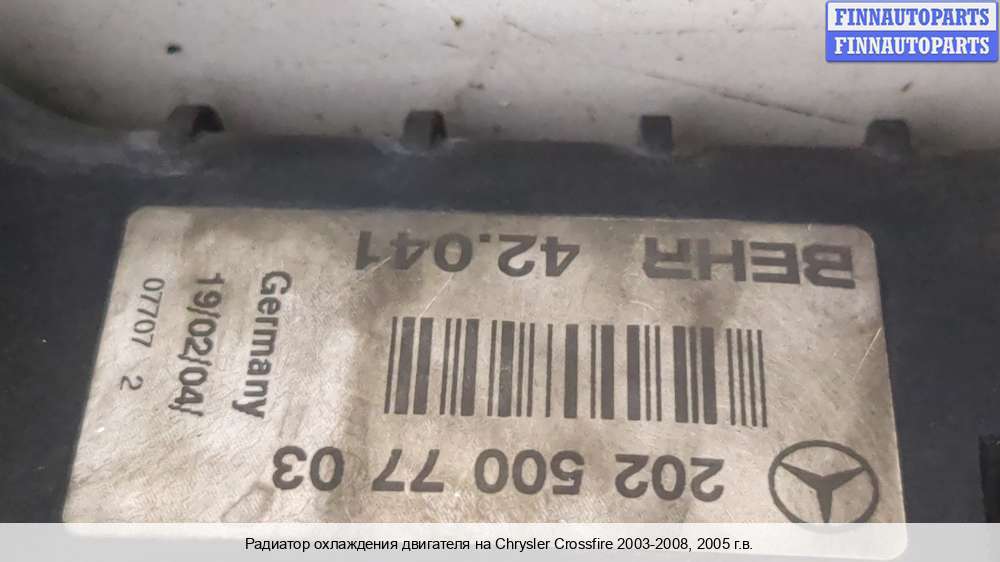 FINNAUTOPARTS
FINNAUTOPARTS
BEHR 42.041
202 500 77 03
Germany
19/02/04/
07707 2
Радиатор охлаждения двигателя на Chrysler Crossfire 2003-2008, 2005 г.в.